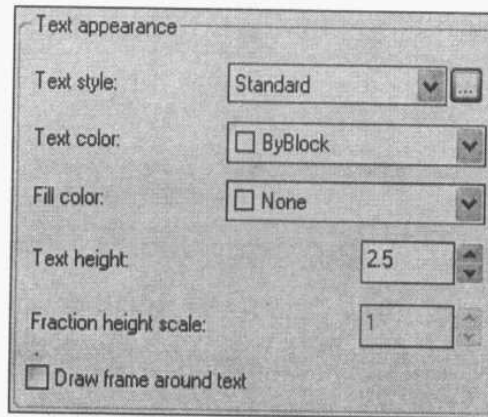 Text appearance
Text style: Standard ...
Text color: ByBlock
Fill color: None
Text height: 2.5
Fraction height scale: 1
Draw frame around text